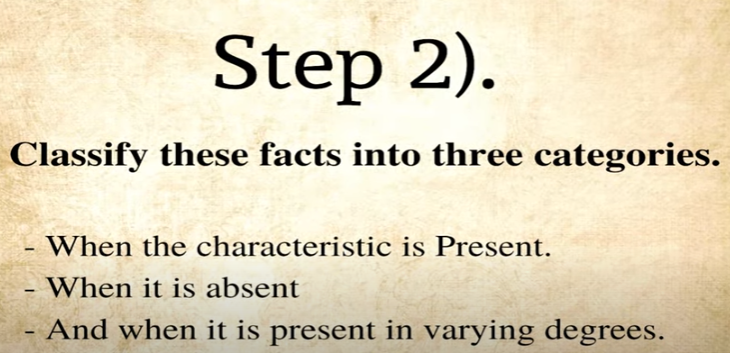 Step 2).
Classify these facts into three categories.
- When the characteristic is Present.
- When it is absent
- And when it is present in varying degrees.